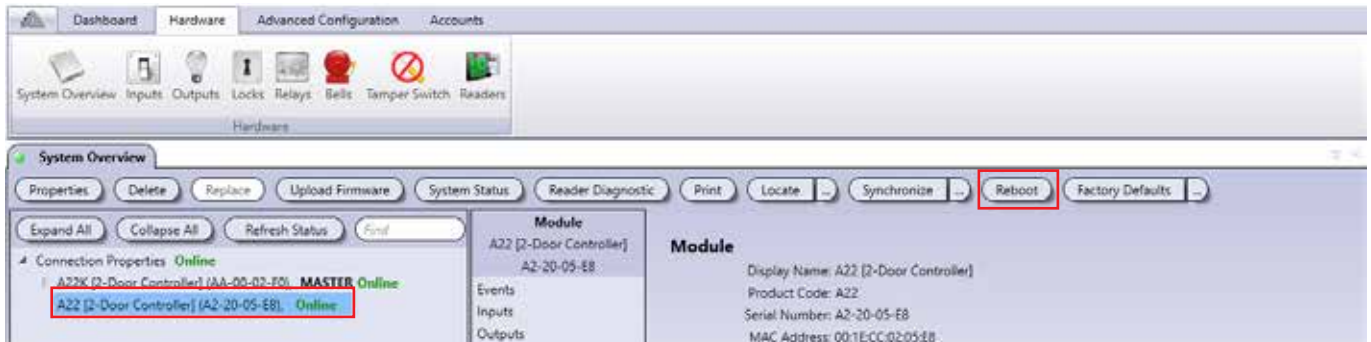 Dashboard Hardware Advanced Configuration Accounts
System Overview Inputs Outputs Locks Relays Bells Tamper Switch Readers
Hardware
System Overview
Properties Delete Replace Upload Firmware System Status Reader Diagnostic Print Locate ... Synchronize ... Reboot Factory Defaults ...
Expand All Collapse All Refresh Status Find
Module
A22 [2-Door Controller]
A2-20-05-E8
Connection Properties Online
A22K [2-Door Controller] (AA-00-02-F0), MASTER Online
A22 [2-Door Controller] (A2-20-05-E8), Online
Events
Inputs
Outputs
Module
Display Name: A22 [2-Door Controller]
Product Code: A22
Serial Number: A2-20-05-E8
MAC Address: 00:1E:CC:02:05:E8